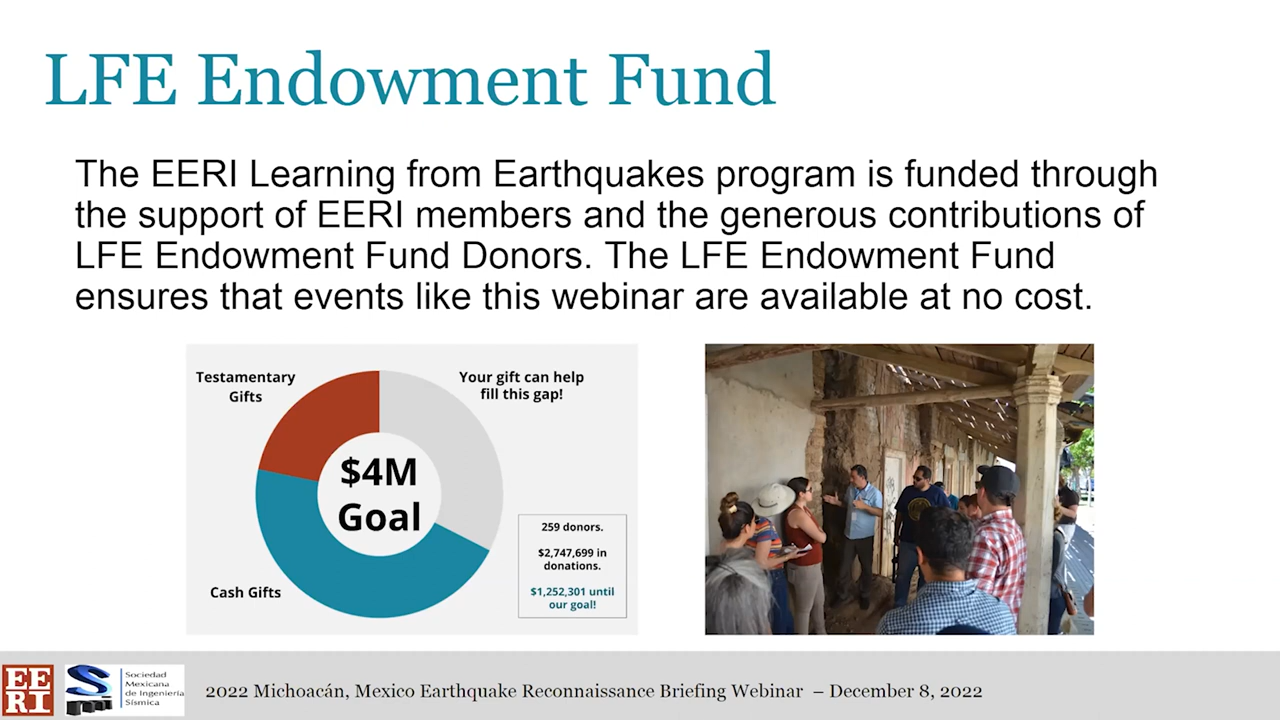 LFE Endowment Fund
The EERI Learning from Earthquakes program is funded through
the support of EERI members and the generous contributions of
LFE Endowment Fund Donors. The LFE Endowment Fund
ensures that events like this webinar are available at no cost.
Testamentary
Gifts
Your gift can help
fill this gap!
$4M
Goal
Cash Gifts
259 donors.
$2,747,699 in
donations.
$1,252,301 until
our goal!
EE
RI
Sociedad
Mexicana
de Ingeniería
Sísmica
2022 Michoacán, Mexico Earthquake Reconnaissance Briefing Webinar – December 8, 2022